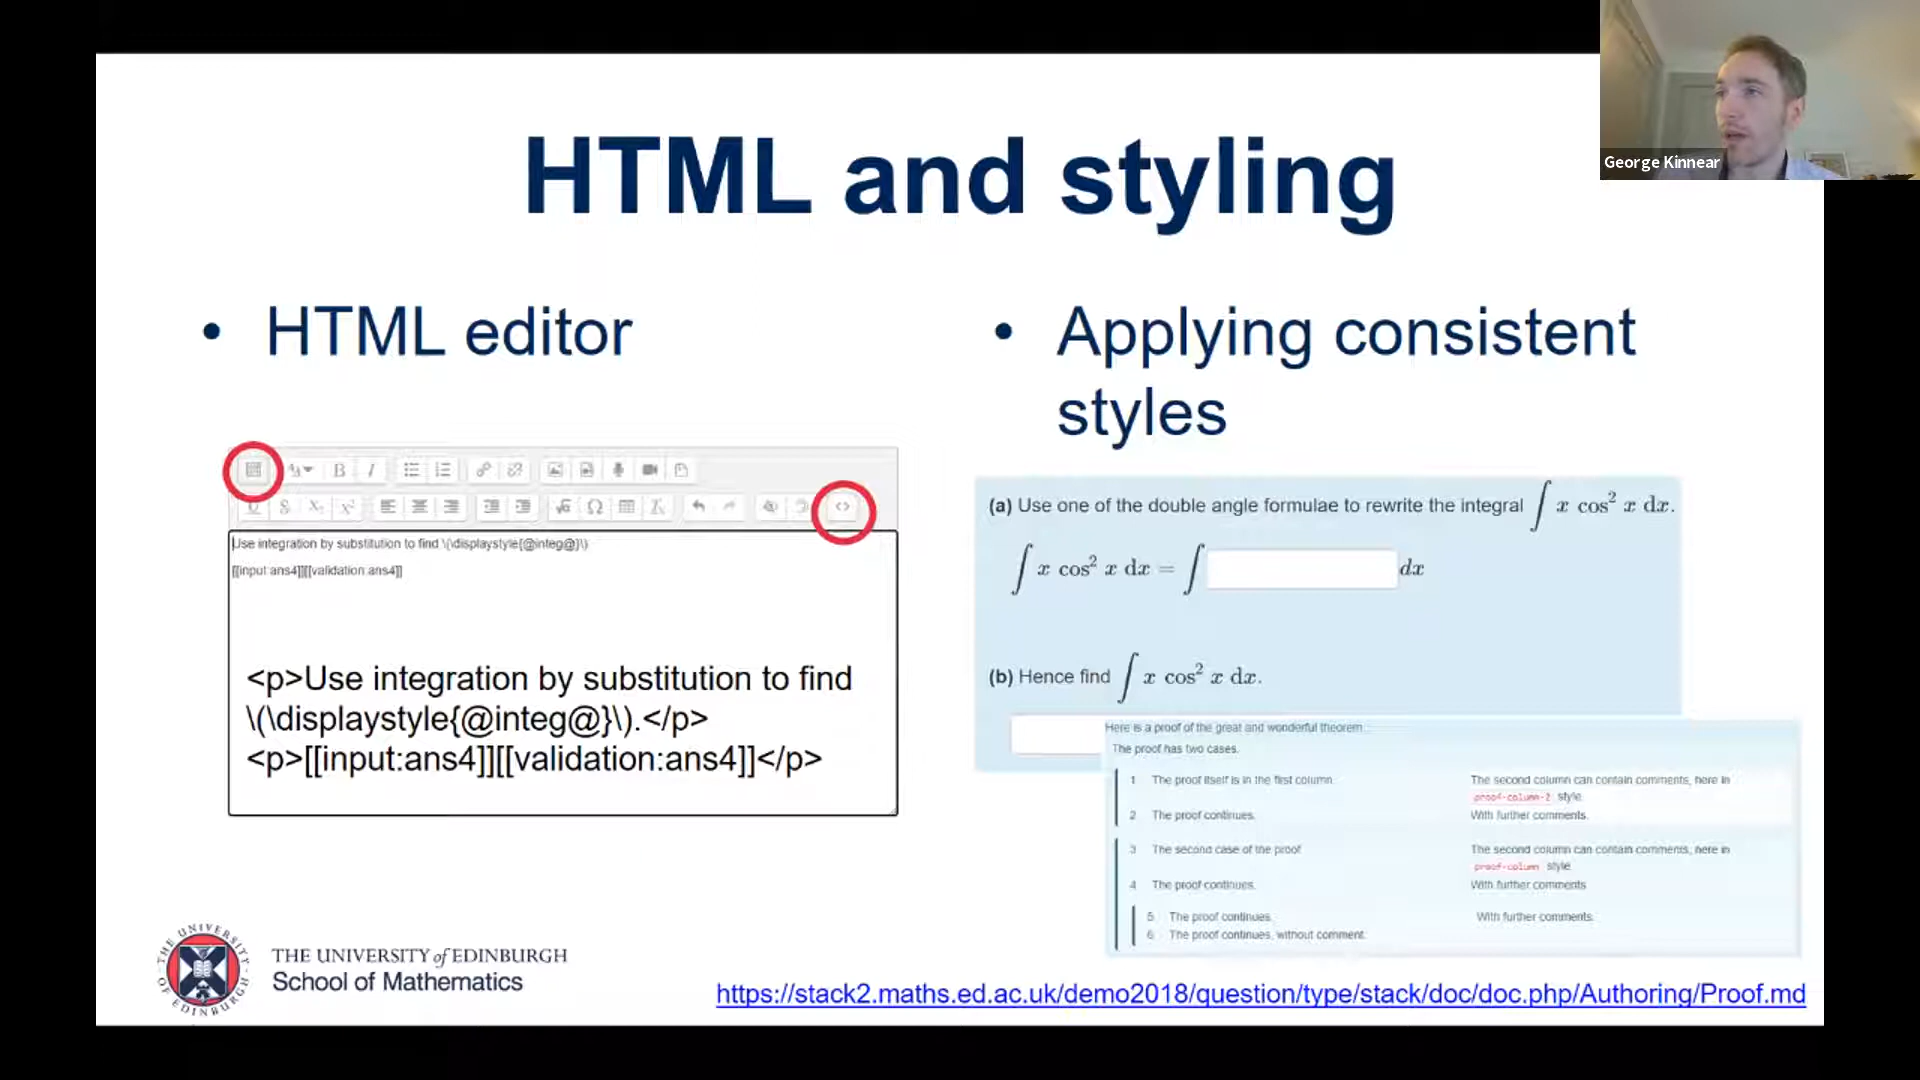 George Kinnear
HTML and styling
• HTML editor
• Applying consistent
styles
Use integration by substitution to find \(\displaystyle{@integ@}\)
[[input:ans4]][[validation:ans4]]
<p>Use integration by substitution to find
\(\displaystyle{@integ@}\).</p>
<p>[[input:ans4]][[validation:ans4]]</p>
(a) Use one of the double angle formulae to rewrite the integral ∫ x cos² x dx.
∫ x cos² x dx = ∫ dx
(b) Hence find ∫ x cos² x dx.
Here is a proof of the great and wonderful theorem.
The proof has two cases.
1 The proof itself is in the first column. The second column can contain comments, here in
proof-column-2 style.
2 The proof continues. With further comments.
3 The second case of the proof The second column can contain comments, here in
proof-column style
4 The proof continues. With further comments
5 The proof continues. With further comments.
6 The proof continues, without comment.
THE UNIVERSITY of EDINBURGH
School of Mathematics
THE UNIVERSITY OF EDINBURGH
https://stack2.maths.ed.ac.uk/demo2018/question/type/stack/doc/doc.php/Authoring/Proof.md